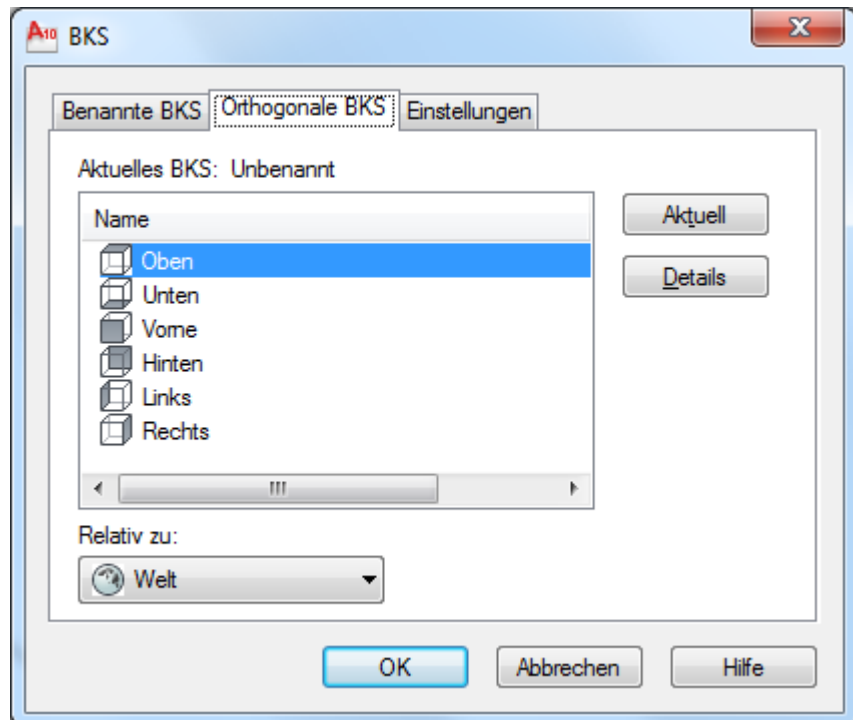 A10 BKS
Benannte BKS Orthogonale BKS Einstellungen
Aktuelles BKS: Unbenannt
Name
Aktuell
Oben
Details
Unten
Vorne
Hinten
Links
Rechts
Relativ zu:
Welt
OK Abbrechen Hilfe